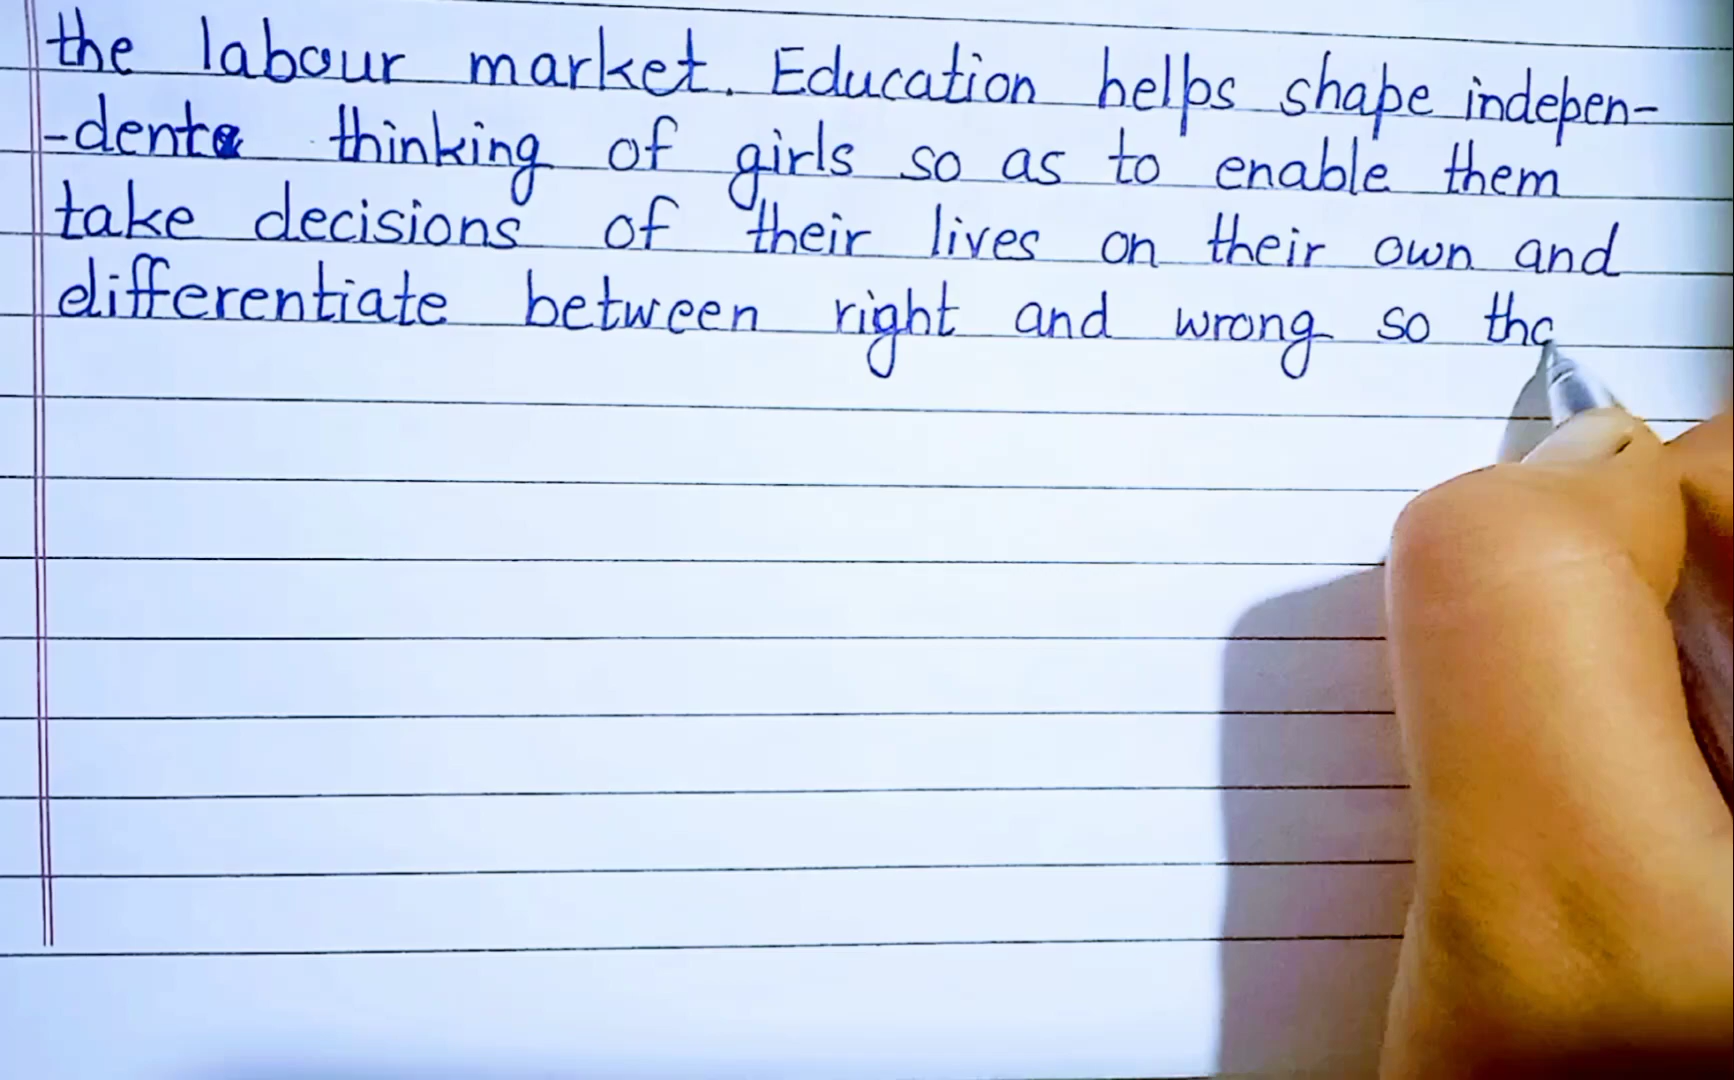 the labour market. Education helps shape indepen-
-dent thinking of girls so as to enable them
take decisions of their lives on their own and
differentiate between right and wrong so tha